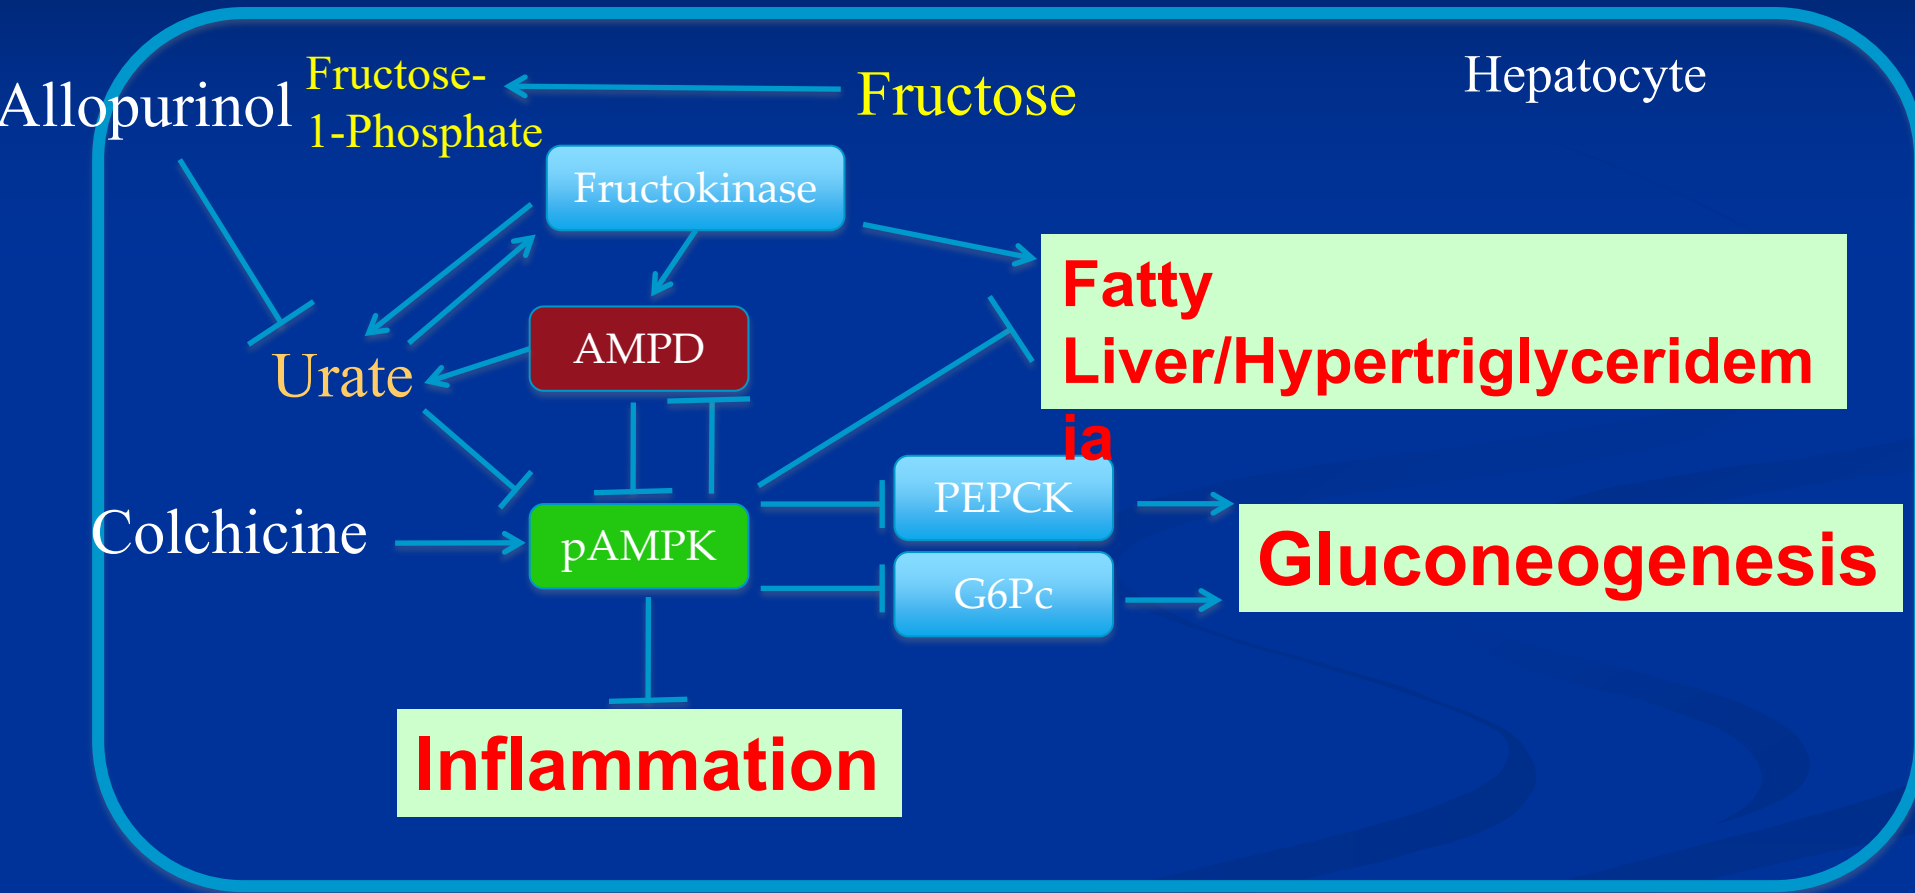 Allopurinol
Fructose-
1-Phosphate
Fructose
Hepatocyte
Fructokinase
Fatty
Liver/Hypertriglyceridem
ia
AMPD
Urate
PEPCK
Colchicine
pAMPK
Gluconeogenesis
G6Pc
Inflammation